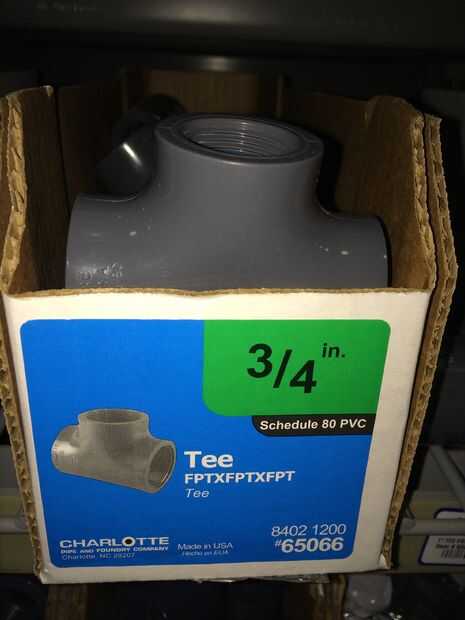 3/4 in.
Schedule 80 PVC
Tee
FPTXFPTXFPT
Tee
CHARLOTTE
PIPE AND FOUNDRY COMPANY
Charlotte, NC 28207
Made in USA
Hecho en EUA
8402 1200
#65066